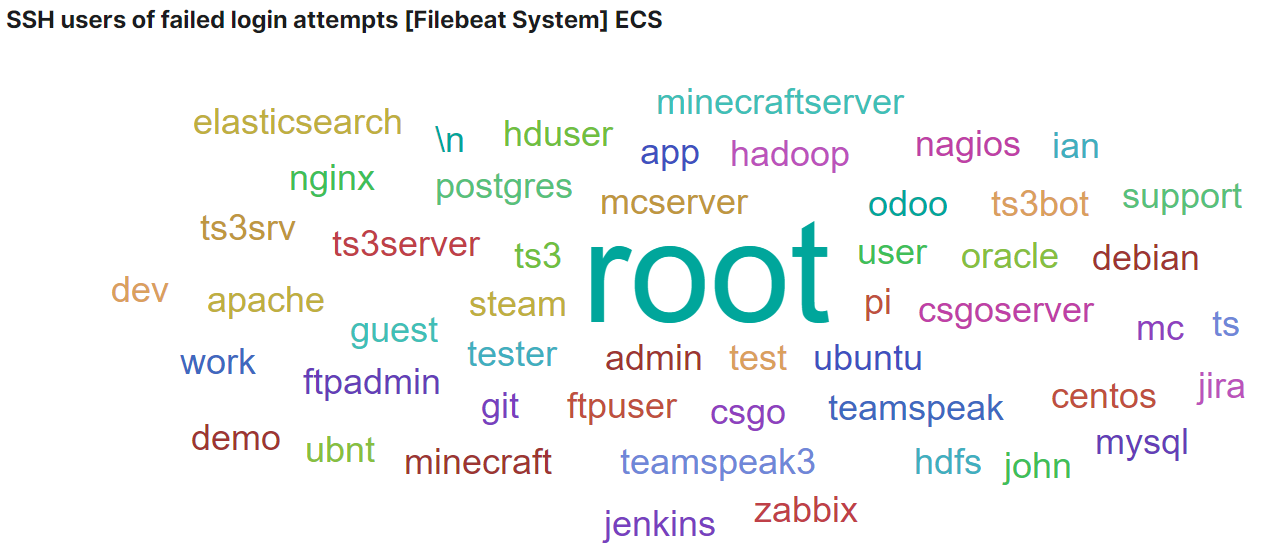 SSH users of failed login attempts [Filebeat System] ECS
minecraftserver
elasticsearch
\n
hduser
app
hadoop
nagios
ian
nginx
postgres
mcserver
odoo
ts3bot
support
ts3srv
ts3server
ts3
root
user
oracle
debian
dev
apache
steam
pi
csgoserver
mc
ts
guest
work
tester
admin
test
ubuntu
ftpadmin
git
ftpuser
csgo
teamspeak
centos
jira
demo
ubnt
minecraft
teamspeak3
hdfs
john
mysql
jenkins
zabbix